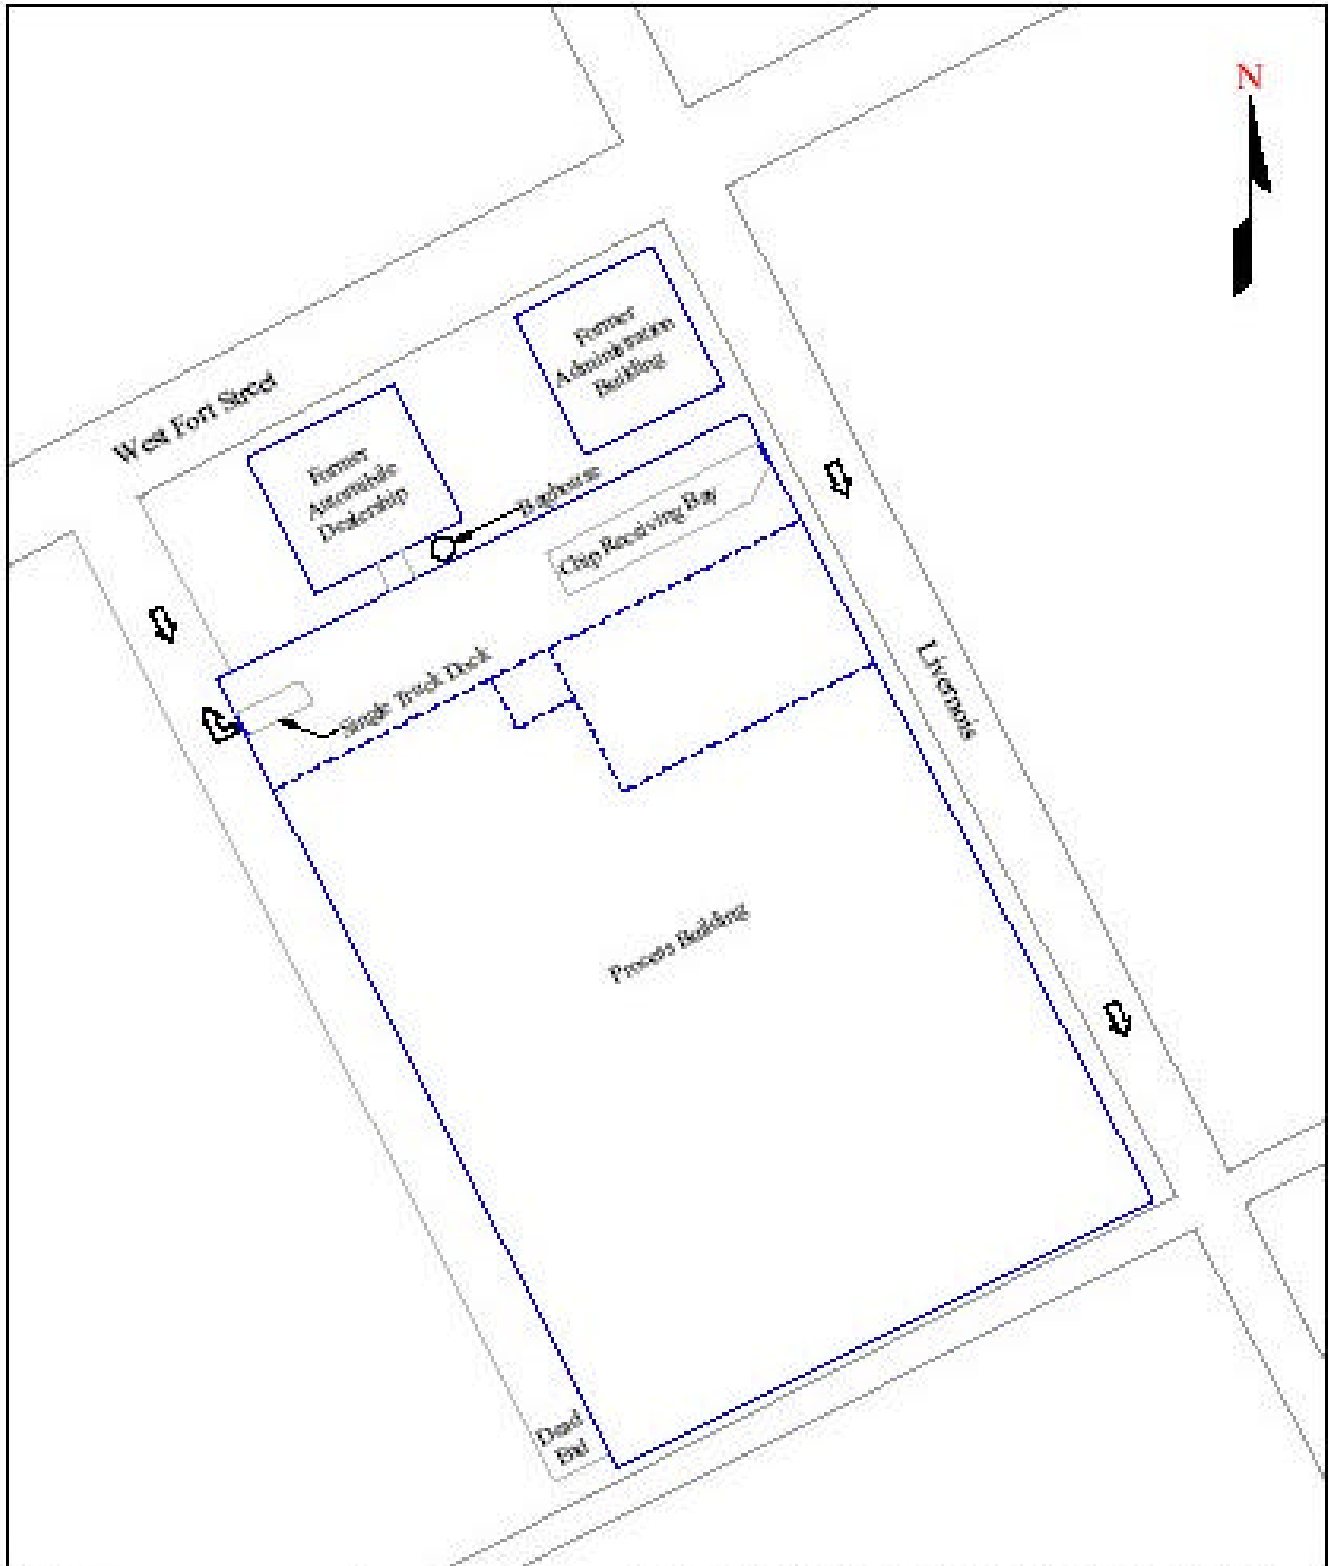 N
West Fort Street
Former
Administration
Building
Former
Automobile
Dealership
Baghouse
Chip Receiving Bay
Single Truck Dock
Livernois
Process Building
Dead
End